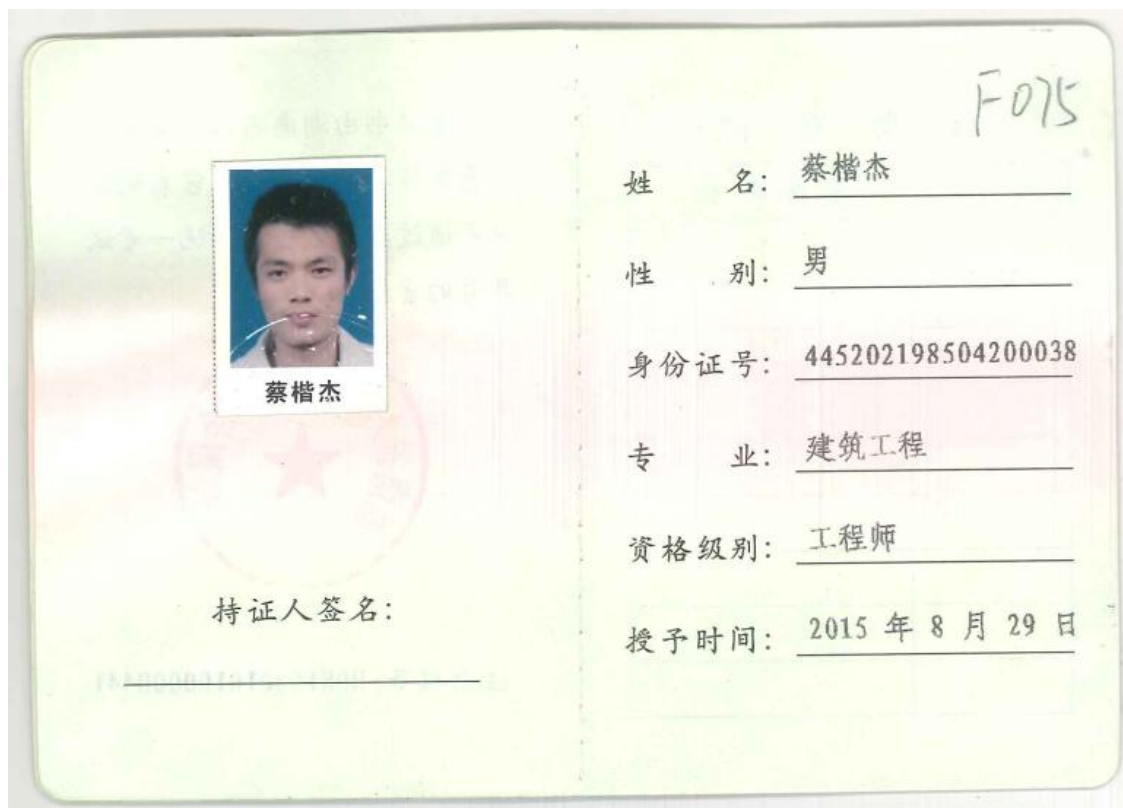 F075
蔡楷杰
持证人签名:
姓 名: 蔡楷杰
性 别: 男
身份证号: 445202198504200038
专 业: 建筑工程
资格级别: 工程师
授予时间: 2015 年 8 月 29 日